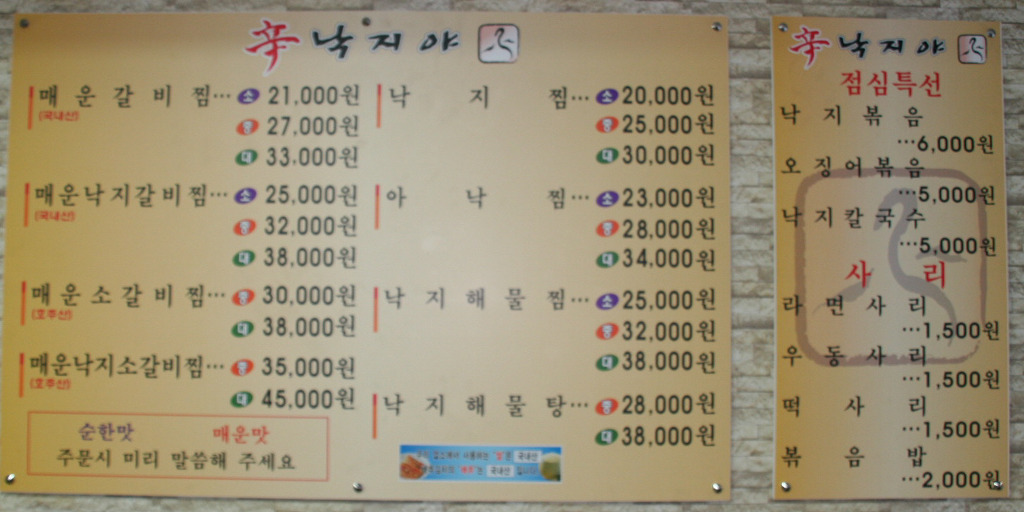 辛 낙지야
매운갈비찜… 소 21,000원
(국내산)
중 27,000원
대 33,000원
매운낙지갈비찜… 소 25,000원
(국내산)
중 32,000원
대 38,000원
매운소갈비찜… 중 30,000원
(호주산)
대 38,000원
매운낙지소갈비찜… 중 35,000원
(호주산)
대 45,000원
순한맛 매운맛
주문시 미리 말씀해 주세요
낙지찜… 소 20,000원
중 25,000원
대 30,000원
아낙찜… 소 23,000원
중 28,000원
대 34,000원
낙지해물찜… 소 25,000원
중 32,000원
대 38,000원
낙지해물탕… 중 28,000원
대 38,000원
국내산
국내산
辛 낙지야
점심특선
낙지볶음
…6,000원
오징어볶음
…5,000원
낙지칼국수
…5,000원
사리
라면사리
…1,500원
우동사리
…1,500원
떡사리
…1,500원
볶음밥
…2,000원